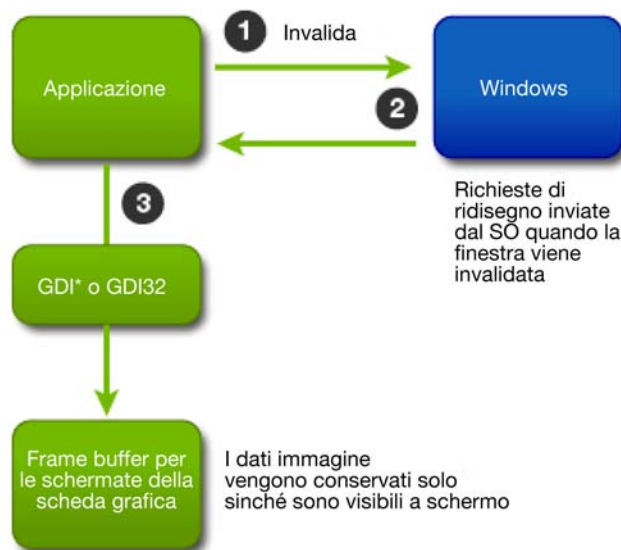 1 Invalida
Applicazione
Windows
2
3
Richieste di
ridisegno inviate
dal SO quando la
finestra viene
invalidata
GDI* o GDI32
Frame buffer per
le schermate della
scheda grafica
I dati immagine
vengono conservati solo
sinché sono visibili a schermo